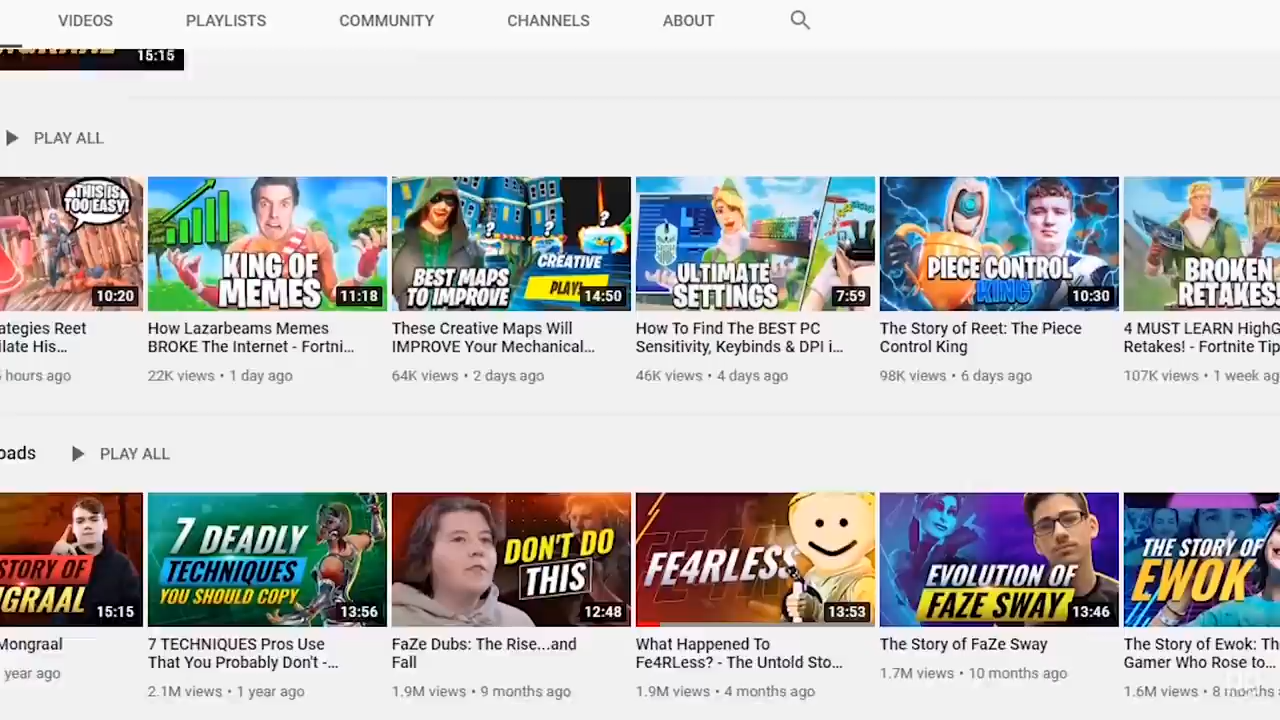 VIDEOS
PLAYLISTS
COMMUNITY
CHANNELS
ABOUT
15:15
PLAY ALL
THIS IS
TOO EASY!
10:20
KING OF
MEMES
11:18
BEST MAPS
TO IMPROVE
CREATIVE
PLAY!
14:50
ULTIMATE
SETTINGS
7:59
PIECE CONTROL
KING
10:30
BROKEN
RETAKES!
ategies Reet
ilate His...
hours ago
How Lazarbeams Memes
BROKE The Internet - Fortni...
22K views • 1 day ago
These Creative Maps Will
IMPROVE Your Mechanical...
64K views • 2 days ago
How To Find The BEST PC
Sensitivity, Keybinds & DPI i...
46K views • 4 days ago
The Story of Reet: The Piece
Control King
98K views • 6 days ago
4 MUST LEARN HighG
Retakes! - Fortnite Tip
107K views • 1 week ag
oads
PLAY ALL
STORY OF
NGRAAL
15:15
7 DEADLY
TECHNIQUES
YOU SHOULD COPY
13:56
DON'T DO
THIS
12:48
FE4RLESS
13:53
EVOLUTION OF
FAZE SWAY
13:46
THE STORY OF
EWOK
Mongraal
year ago
7 TECHNIQUES Pros Use
That You Probably Don't -...
2.1M views • 1 year ago
FaZe Dubs: The Rise...and
Fall
1.9M views • 9 months ago
What Happened To
Fe4RLess? - The Untold Sto...
1.9M views • 4 months ago
The Story of FaZe Sway
1.7M views • 10 months ago
The Story of Ewok: Th
Gamer Who Rose to...
1.6M views • 8 months